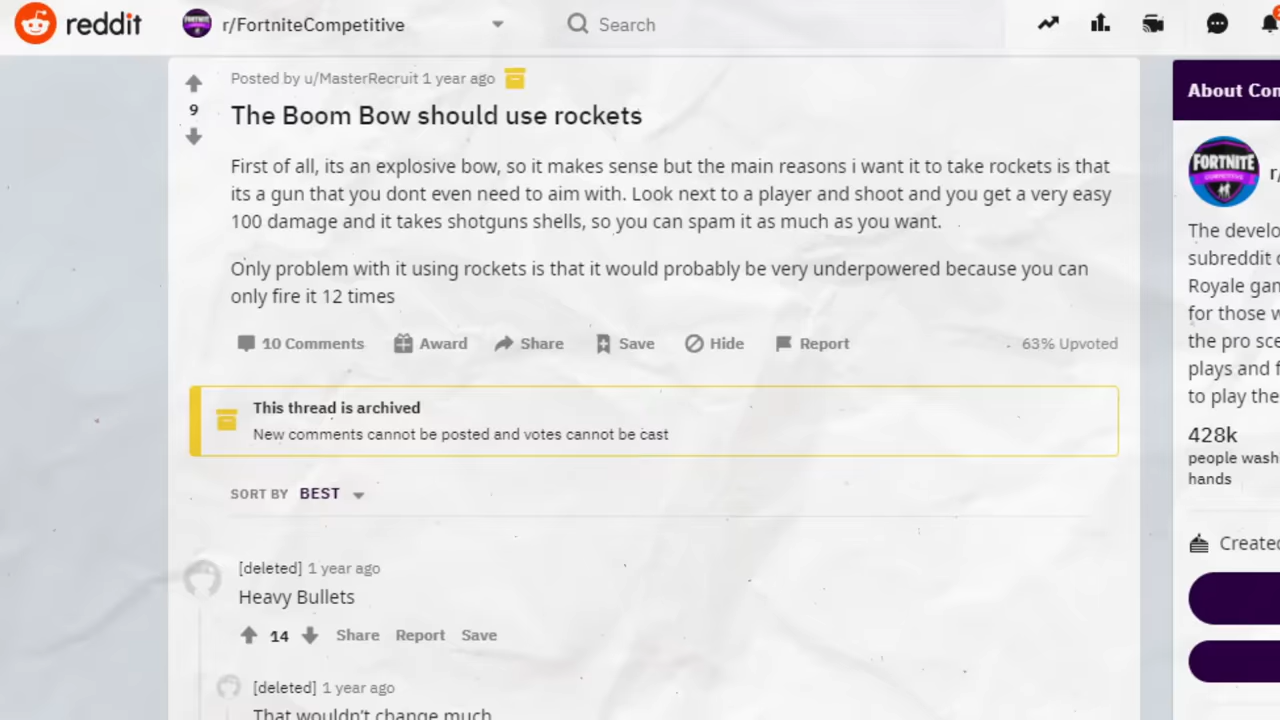 reddit r/FortniteCompetitive Search
Posted by u/MasterRecruit 1 year ago
9
The Boom Bow should use rockets
First of all, its an explosive bow, so it makes sense but the main reasons i want it to take rockets is that
its a gun that you dont even need to aim with. Look next to a player and shoot and you get a very easy
100 damage and it takes shotguns shells, so you can spam it as much as you want.
Only problem with it using rockets is that it would probably be very underpowered because you can
only fire it 12 times
10 Comments Award Share Save Hide Report 63% Upvoted
This thread is archived
New comments cannot be posted and votes cannot be cast
SORT BY BEST
[deleted] 1 year ago
Heavy Bullets
14 Share Report Save
[deleted] 1 year ago
That wouldn't change much
About Com
FORTNITE
COMPETITIVE
r/
The develo
subreddit
Royale gan
for those w
the pro sce
plays and f
to play the
428k
people wash
hands
Created